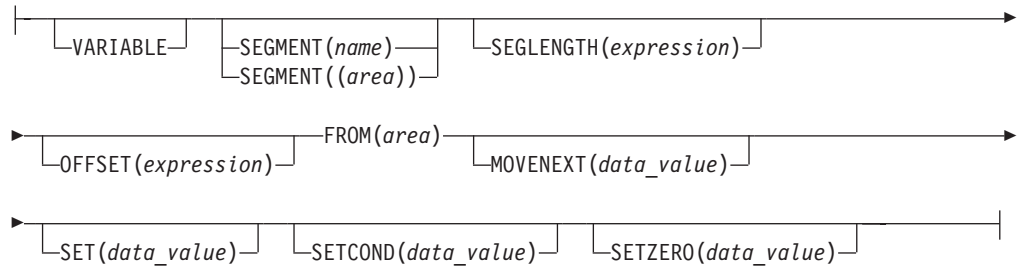 VARIABLE SEGMENT(name) SEGLENGTH(expression)
SEGMENT((area))
FROM(area)
OFFSET(expression) MOVENEXT(data_value)
SET(data_value) SETCOND(data_value) SETZERO(data_value)